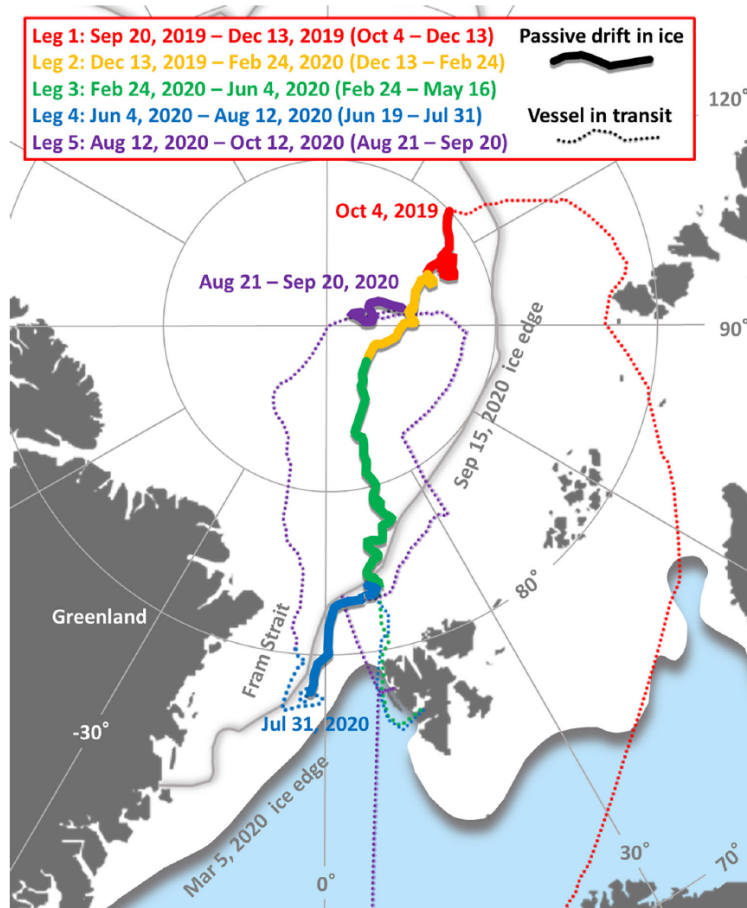 Leg 1: Sep 20, 2019 – Dec 13, 2019 (Oct 4 – Dec 13)
Leg 2: Dec 13, 2019 – Feb 24, 2020 (Dec 13 – Feb 24)
Leg 3: Feb 24, 2020 – Jun 4, 2020 (Feb 24 – May 16)
Leg 4: Jun 4, 2020 – Aug 12, 2020 (Jun 19 – Jul 31)
Leg 5: Aug 12, 2020 – Oct 12, 2020 (Aug 21 – Sep 20)
Passive drift in ice
Vessel in transit
120°
Oct 4, 2019
Aug 21 – Sep 20, 2020
90°
Sep 15, 2020 ice edge
80°
Greenland
Fram Strait
-30°
Jul 31, 2020
Mar 5, 2020 ice edge
0°
30°
70°